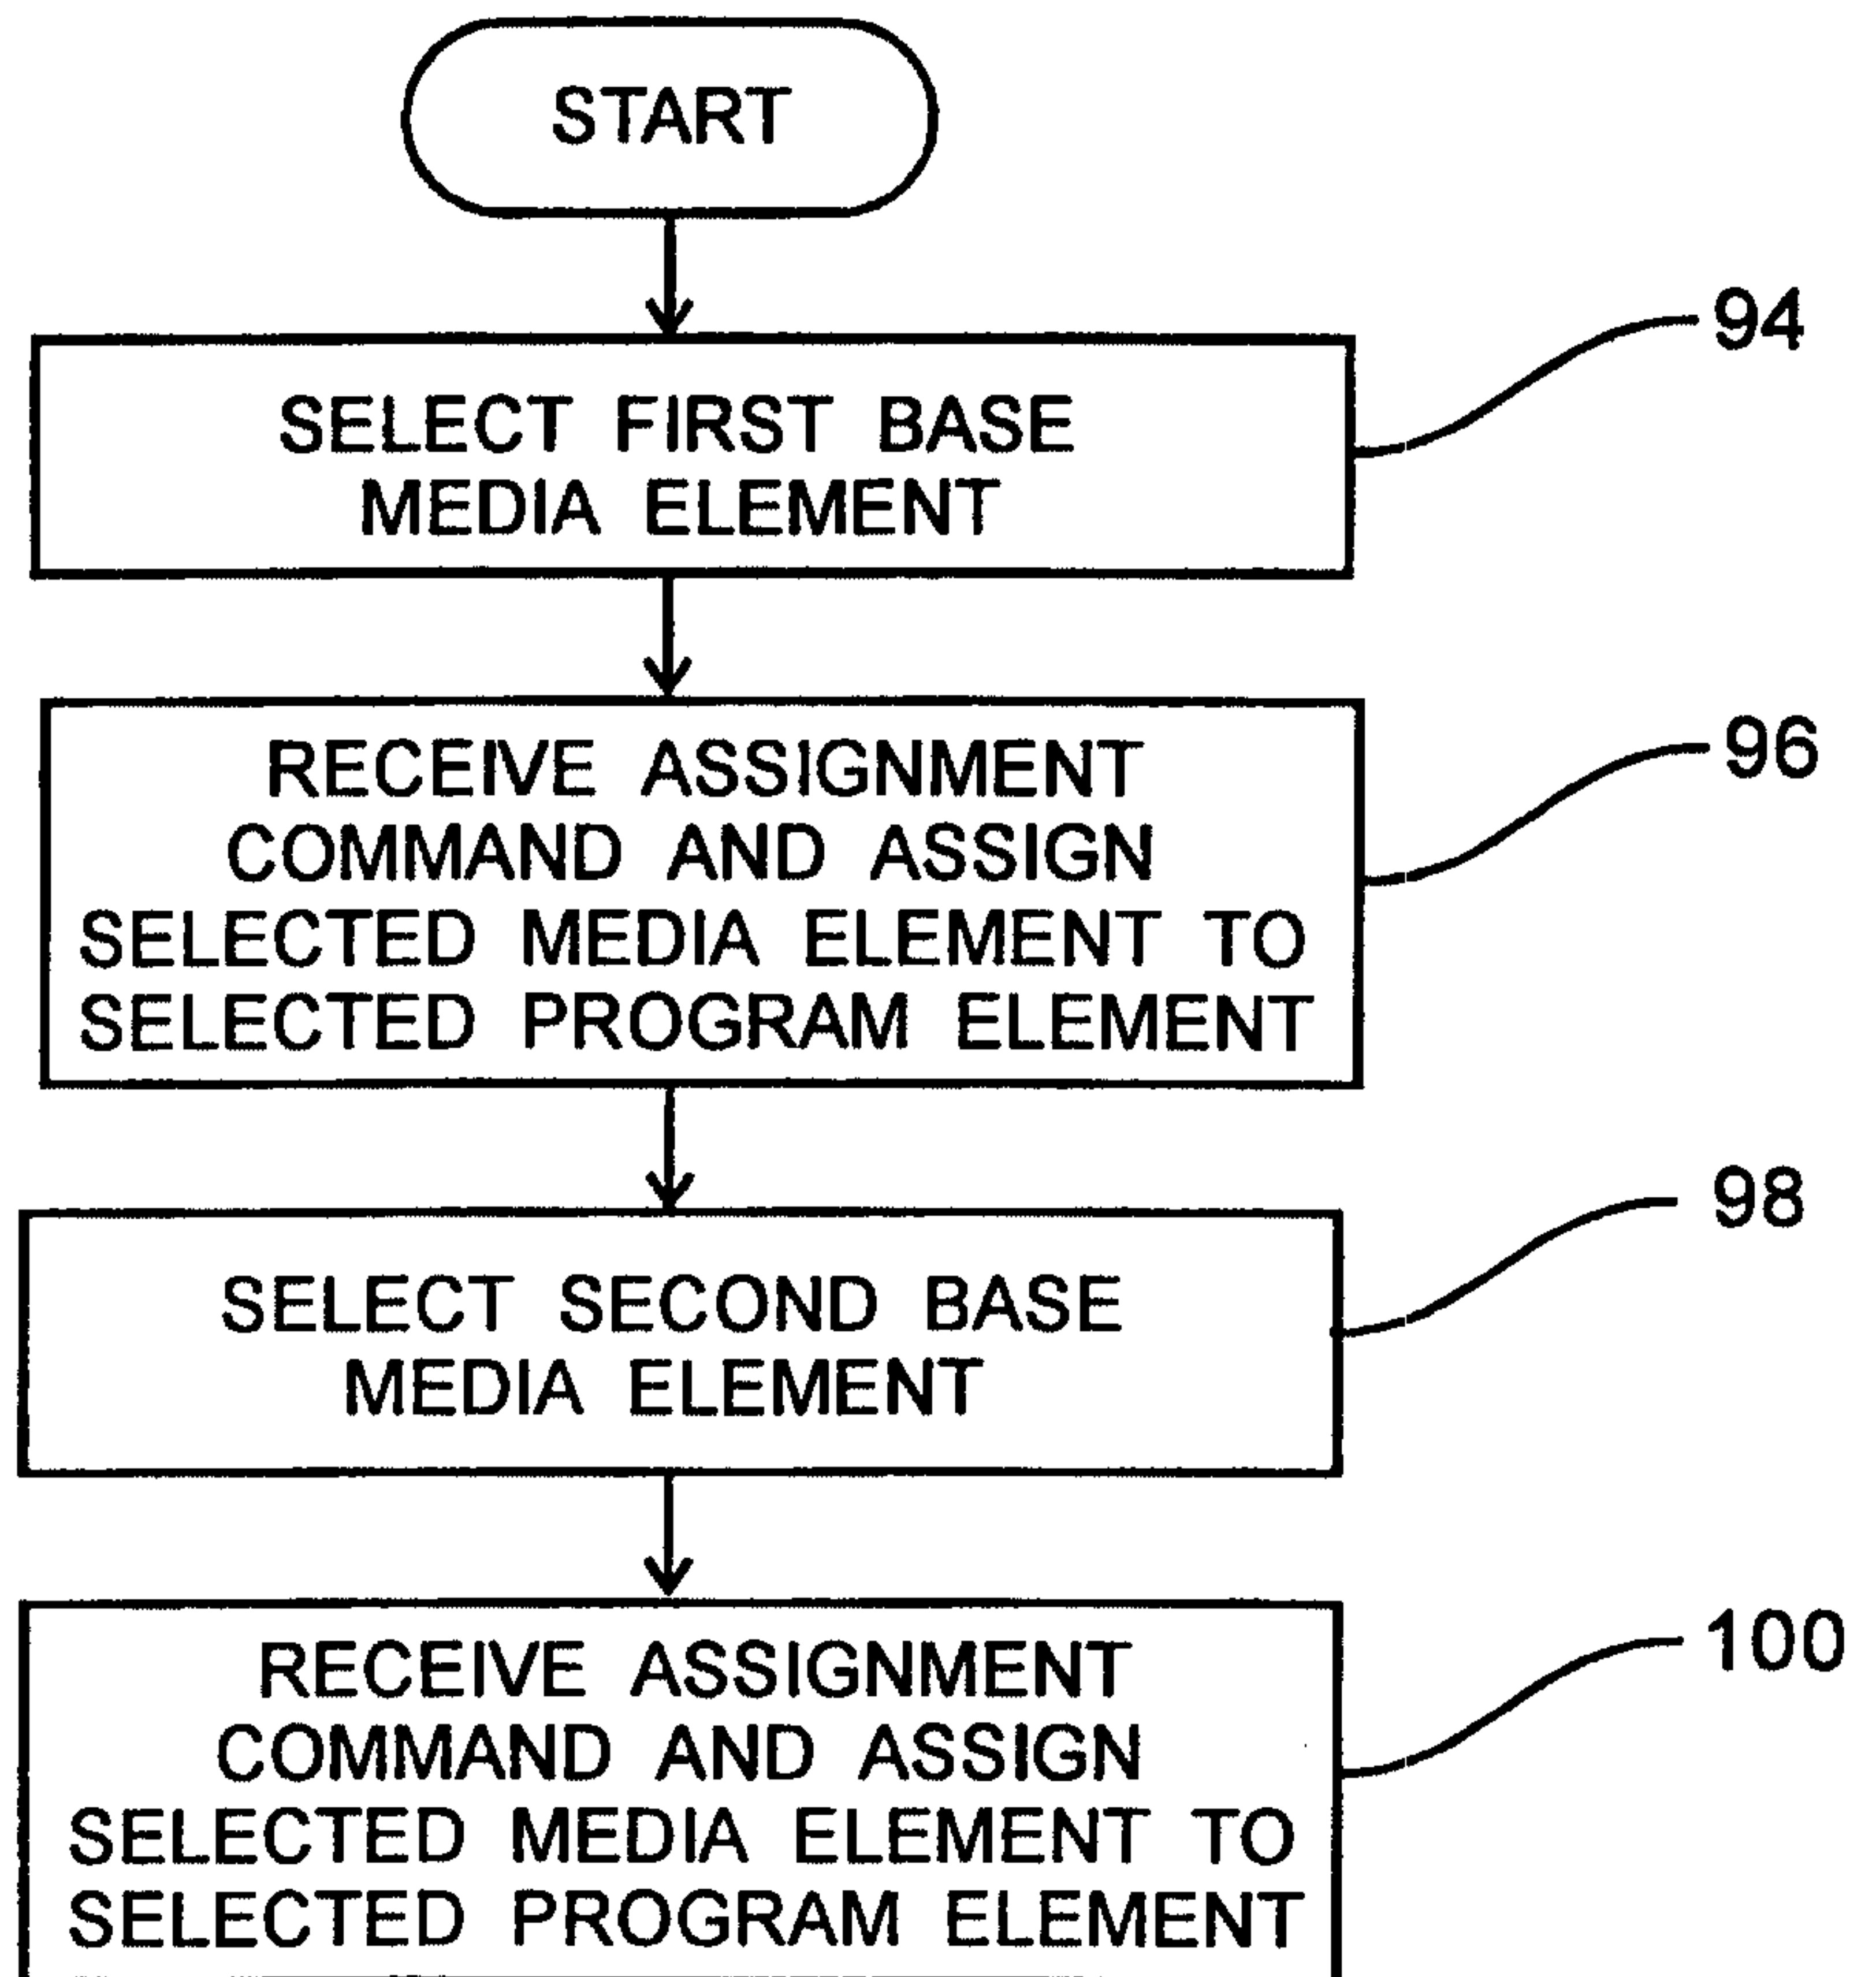 START
94
SELECT FIRST BASE
MEDIA ELEMENT
96
RECEIVE ASSIGNMENT
COMMAND AND ASSIGN
SELECTED MEDIA ELEMENT TO
SELECTED PROGRAM ELEMENT
98
SELECT SECOND BASE
MEDIA ELEMENT
100
RECEIVE ASSIGNMENT
COMMAND AND ASSIGN
SELECTED MEDIA ELEMENT TO
SELECTED PROGRAM ELEMENT